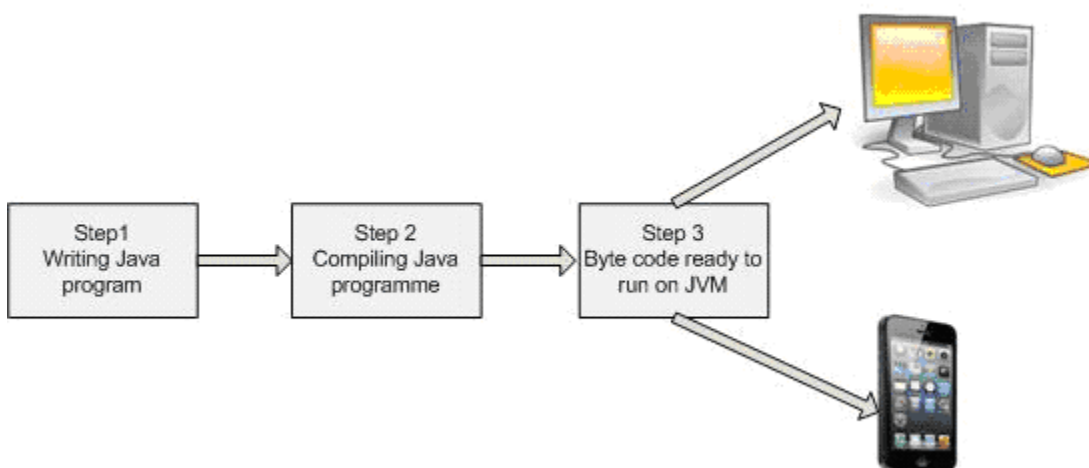 Step1
Writing Java
program
Step 2
Compiling Java
programme
Step 3
Byte code ready to
run on JVM